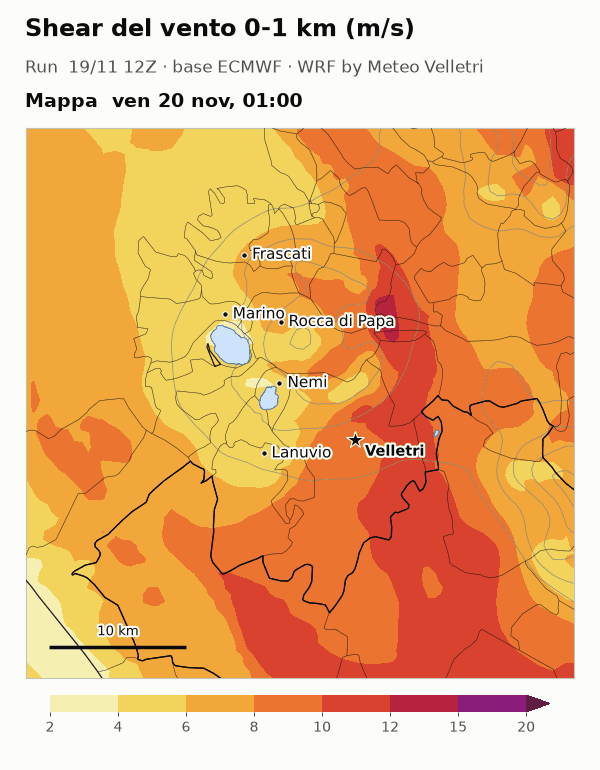 Shear del vento 0-1 km (m/s)
Run  19/11 12Z · base ECMWF · WRF by Meteo Velletri
Mappa  ven 20 nov, 01:00
Frascati
Marino
Rocca di Papa
Nemi
Velletri
Lanuvio
10 km
2 4 6 8 10 12 15 20